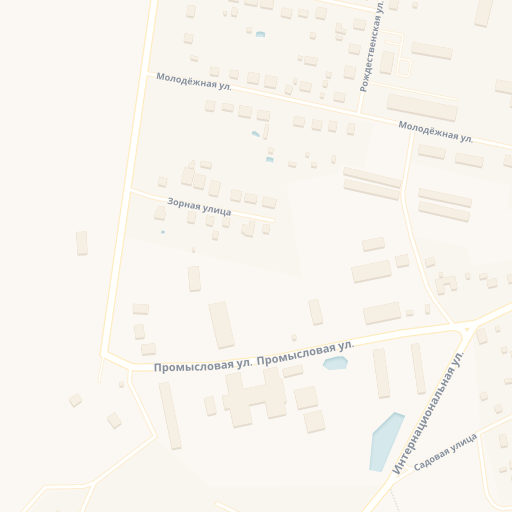 Рождественская ул.
Молодёжная ул.
Молодёжная ул.
Зорная улица
Промысловая ул. Промысловая ул.
Интернациональная ул.
Садовая улица